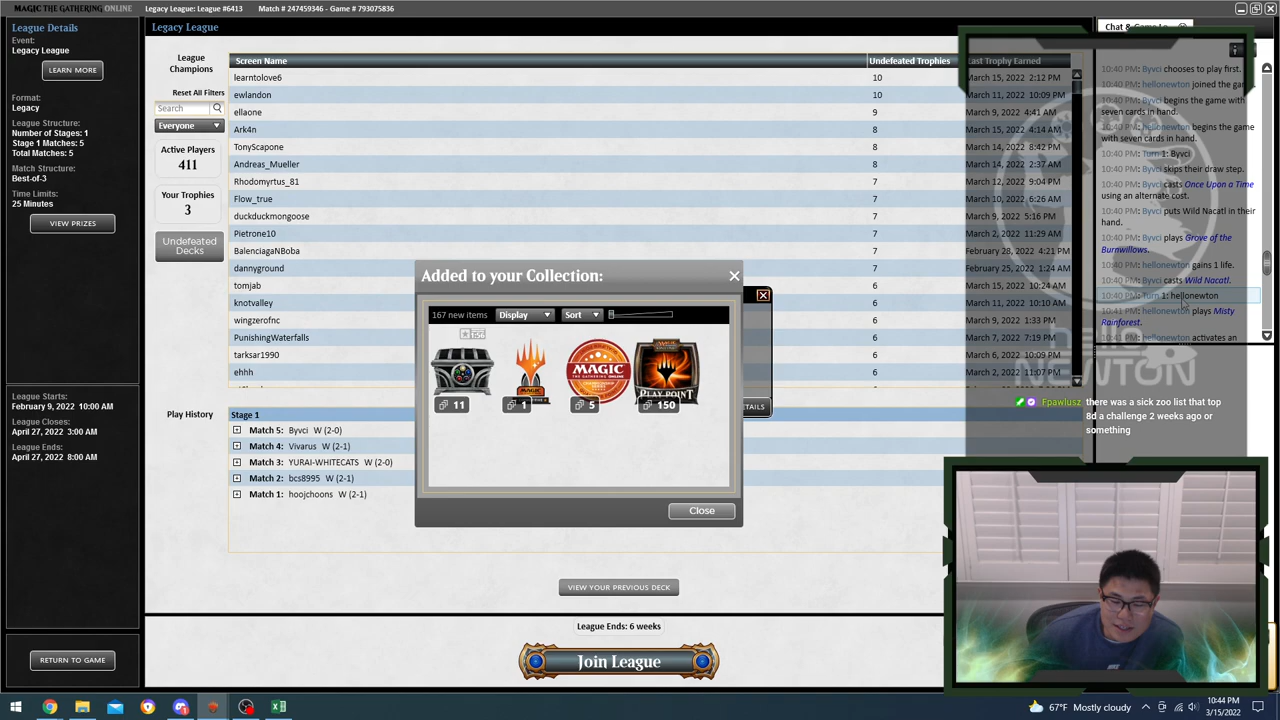 MAGIC THE GATHERING ONLINE
Legacy League: League #6413
Match # 247459346 - Game # 793075836
League Details
Event:
Legacy League
LEARN MORE
Format:
Legacy
League Structure:
Number of Stages: 1
Stage 1 Matches: 5
Total Matches: 5
Match Structure:
Best-of-3
Time Limits:
25 Minutes
VIEW PRIZES
League Starts:
February 9, 2022 10:00 AM
League Closes:
April 27, 2022 3:00 AM
League Ends:
April 27, 2022 8:00 AM
RETURN TO GAME
Legacy League
League
Champions
Reset All Filters
Search
Everyone
Active Players
411
Your Trophies
3
Undefeated
Decks
Screen Name Undefeated Trophies Last Trophy Earned
learntolove6 10 March 15, 2022 2:12 PM
ewlandon 10 March 11, 2022 10:09 PM
ellaone 9 March 9, 2022 4:41 AM
Ark4n 8 March 15, 2022 4:14 AM
TonyScapone 8 March 14, 2022 8:42 PM
Andreas_Mueller 8 March 14, 2022 2:37 AM
Rhodomyrtus_81 7 March 12, 2022 9:04 PM
Flow_true 7 March 10, 2022 6:26 AM
duckduckmongoose 7 March 9, 2022 5:16 PM
Pietrone10 7 March 2, 2022 11:29 AM
BalenciagaNBoba 7 February 28, 2022 4:21 PM
dannyground 7 February 25, 2022 1:24 AM
tomjab 6 March 15, 2022 10:24 AM
knotvalley 6 March 11, 2022 10:10 AM
wingzerofnc 6 March 9, 2022 1:33 PM
PunishingWaterfalls 6 March 7, 2022 7:19 PM
tarksar1990 6 March 6, 2022 10:09 PM
ehhh 6 March 2, 2022 11:07 PM
Added to your Collection:
167 new items
Display
Sort
MAGIC
PLAY POINT
11
1
5
150
Close
DETAILS
Play History
Stage 1
Match 5: Byvci W (2-0)
Match 4: Vivarus W (2-1)
Match 3: YURAI-WHITECATS W (2-0)
Match 2: bcs8995 W (2-1)
Match 1: hoojchoons W (2-1)
VIEW YOUR PREVIOUS DECK
League Ends: 6 weeks
Join League
10:40 PM: Byvci chooses to play first.
10:40 PM: hellonewton joined the game.
10:40 PM: Byvci begins the game with
seven cards in hand.
10:40 PM: hellonewton begins the game
with seven cards in hand.
10:40 PM: Turn 1: Byvci
10:40 PM: Byvci skips their draw step.
10:40 PM: Byvci casts Once Upon a Time
using an alternate cost.
10:40 PM: Byvci puts Wild Nacatl in their
hand.
10:40 PM: Byvci plays Grove of the
Burnwillows.
10:40 PM: hellonewton gains 1 life.
10:40 PM: Byvci casts Wild Nacatl.
10:40 PM: Turn 1: hellonewton
10:41 PM: hellonewton plays Misty
Rainforest.
10:41 PM: hellonewton activates an
hello
NEWTON
Fpawlusz there was a sick zoo list that top
8d a challenge 2 weeks ago or
something
67°F Mostly cloudy
10:44 PM
3/15/2022